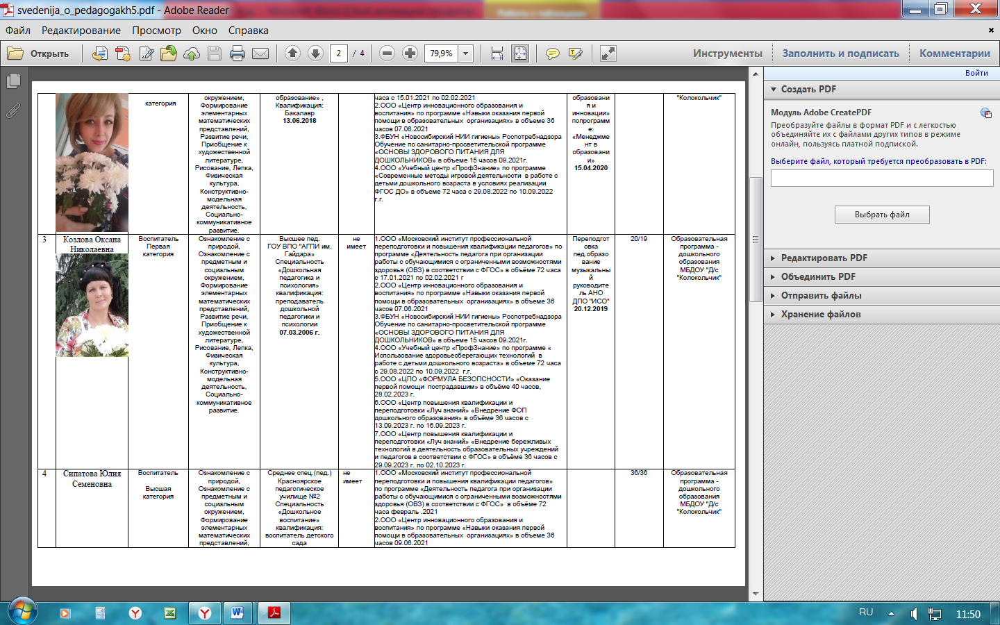 svedenija_o_pedagogakh5.pdf - Adobe Reader
Файл Редактирование Просмотр Окно Справка
Открыть 2 / 4 79,9% Инструменты Заполнить и подписать Комментарии
Войти
Создать PDF
Модуль Adobe CreatePDF
Преобразуйте файлы в формат PDF и с легкостью
объединяйте их с файлами других типов в режиме
онлайн, пользуясь платной подпиской.
Выберите файл, который требуется преобразовать в PDF:
Выбрать файл
Редактировать PDF
Объединить PDF
Отправить файлы
Хранение файлов
категория
окружением,
Формирование
элементарных
математических
представлений,
Развитие речи,
Приобщение к
художественной
литературе,
Рисование, Лепка,
Физическая
культура,
Конструктивно-
модельная
деятельность,
Социально-
коммуникативное
развитие.
образование» ,
Квалификация:
Бакалавр
13.06.2018
часа с 15.01.2021 по 02.02.2021
2.ООО «Центр инновационного образования и
воспитания» по программе «Навыки оказания первой
помощи в образовательных организациях» в объеме 36
часов 07.06.2021
3.ФБУН «Новосибирский НИИ гигиены» Роспотребнадзора
Обучение по санитарно-просветительской программе
«ОСНОВЫ ЗДОРОВОГО ПИТАНИЯ ДЛЯ
ДОШКОЛЬНИКОВ» в объеме 15 часов 09.2021г.
4.ООО «Учебный центр «ПрофЗнание» по программе
«Современные методы игровой деятельности в работе с
детьми дошкольного возраста в условиях реализации
ФГОС ДО» в объеме 72 часа с 29.08.2022 по 10.09.2022
г.г.
образовани
я и
инновации»
попрограмм
е:
«Менеджме
нт в
образовани
и»
15.04.2020
"Колокольчик"
3
Козлова Оксана
Николаевна
Воспитатель
Первая
категория
Ознакомление с
природой,
Ознакомление с
предметным и
социальным
окружением,
Формирование
элементарных
математических
представлений,
Развитие речи,
Приобщение к
художественной
литературе,
Рисование, Лепка,
Физическая
культура,
Конструктивно-
модельная
деятельность,
Социально-
коммуникативное
развитие.
Высшее пед.
ГОУ ВПО "АГПИ им.
Гайдара»
Специальность
«Дошкольная
педагогика и
психология»
квалификация:
преподаватель
дошкольной
педагогики и
психологии
07.03.2006 г.
не
имеет
1.ООО «Московский институт профессиональной
переподготовки и повышения квалификации педагогов» по
программе «Деятельность педагога при организации
работы с обучающимися с ограниченными возможностями
здоровья (ОВЗ) в соответствии с ФГОС» в объёме 72 часа
с 17.01.2021 по 02.02.2021 г
2.ООО «Центр инновационного образования и
воспитания» по программе «Навыки оказания первой
помощи в образовательных организациях» в объеме 36
часов 07.06.2021
3.ФБУН «Новосибирский НИИ гигиены» Роспотребнадзора
Обучение по санитарно-просветительской программе
«ОСНОВЫ ЗДОРОВОГО ПИТАНИЯ ДЛЯ
ДОШКОЛЬНИКОВ» в объеме 15 часов 09.2021г.
4.ООО «Учебный центр «ПрофЗнание» по программе «
Использование здоровьесберегающих технологий в
работе с детьми дошкольного возраста» в объеме 72 часа
с 29.08.2022 по 10.09.2022 г.г.
5.ООО «ЦПО «ФОРМУЛА БЕЗОПСНОСТИ» «Оказание
первой помощи пострадавшим» в объёме 40 часов,
28.02.2023 г.
6.ООО «Центр повышения квалификации и
переподготовки «Луч знаний» «Внедрение ФОП
дошкольного образования» в объёме 36 часов с
13.09.2023 г. по 16.09.2023 г.
7.ООО «Центр повышения квалификации и
переподготовки «Луч знаний» «Внедрение бережливых
технологий в деятельность образовательных учреждений
и педагогов в соответствии с ФГОС» в объёме 36 часов с
29.09.2023 г. по 02.10.2023 г.
Переподгот
овка
пед.образо
вание
музыкальны
й
руководите
ль АНО
ДПО "ИСО"
20.12.2019
20/19
Образовательная
программа -
дошкольного
образования
МБДОУ "Д/с
"Колокольчик"
4
Сипатова Юлия
Семеновна
Воспитатель
Высшая
категория
Ознакомление с
природой,
Ознакомление с
предметным и
социальным
окружением,
Формирование
элементарных
математических
представлений,
Среднее спец.(пед.)
Красноярское
педагогическое
училище №2
Специальность
«Дошкольное
воспитание»
квалификация:
воспитатель детского
сада
не
имеет
1.ООО «Московский институт профессиональной
переподготовки и повышения квалификации педагогов»
по программе «Деятельность педагога при организации
работы с обучающимися с ограниченными возможностями
здоровья (ОВЗ) в соответствии с ФГОС» в объёме 72
часа февраль .2021
2.ООО «Центр инновационного образования и
воспитания» по программе «Навыки оказания первой
помощи в образовательных организациях» в объеме 36
часов 09.06.2021
36/36
Образовательная
программа -
дошкольного
образования
МБДОУ "Д/с
"Колокольчик"
RU 11:50